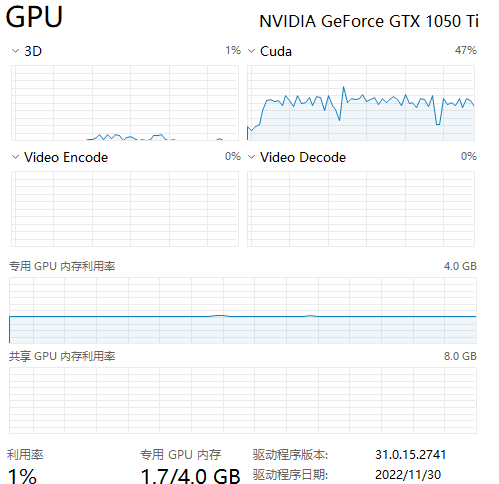 GPU NVIDIA GeForce GTX 1050 Ti
3D 1% Cuda 47%
Video Encode 0% Video Decode 0%
专用 GPU 内存利用率 4.0 GB
共享 GPU 内存利用率 8.0 GB
利用率 专用 GPU 内存 驱动程序版本: 31.0.15.2741
1% 1.7/4.0 GB 驱动程序日期: 2022/11/30